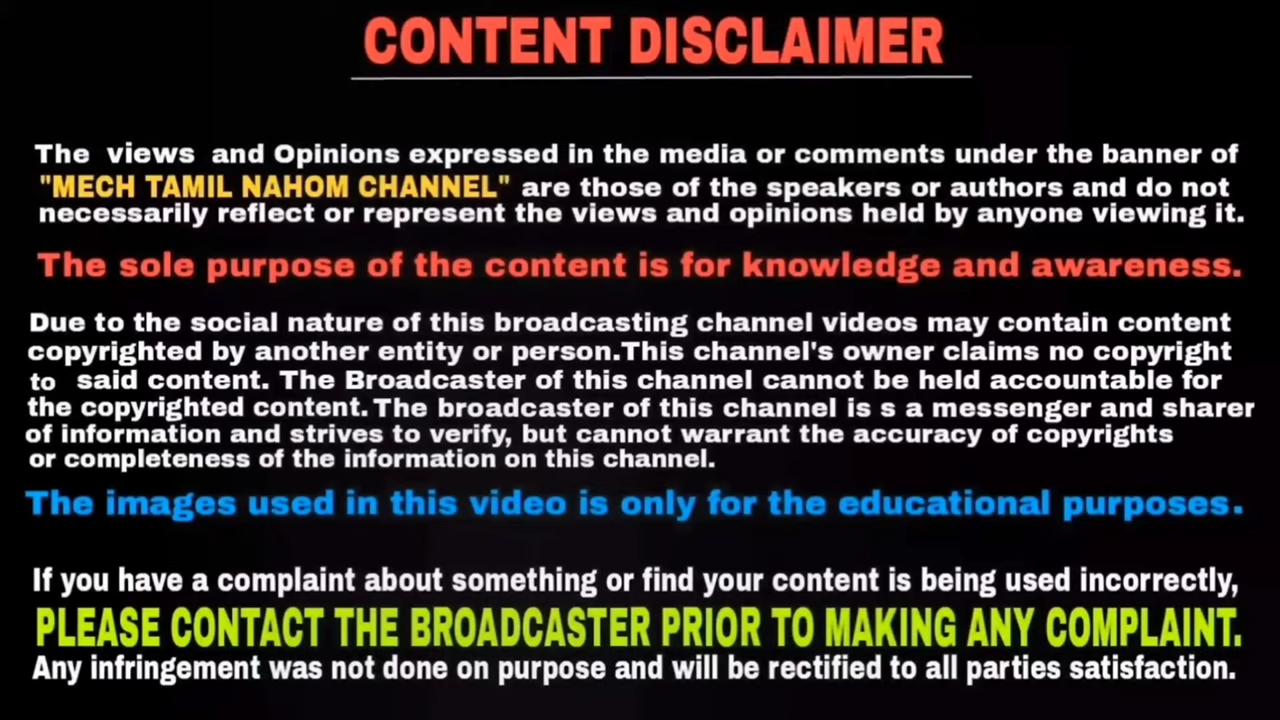 CONTENT DISCLAIMER
The views and Opinions expressed in the media or comments under the banner of
"MECH TAMIL NAHOM CHANNEL" are those of the speakers or authors and do not
necessarily reflect or represent the views and opinions held by anyone viewing it.
The sole purpose of the content is for knowledge and awareness.
Due to the social nature of this broadcasting channel videos may contain content
copyrighted by another entity or person.This channel's owner claims no copyright
to said content. The Broadcaster of this channel cannot be held accountable for
the copyrighted content. The broadcaster of this channel is s a messenger and sharer
of information and strives to verify, but cannot warrant the accuracy of copyrights
or completeness of the information on this channel.
The images used in this video is only for the educational purposes.
If you have a complaint about something or find your content is being used incorrectly,
PLEASE CONTACT THE BROADCASTER PRIOR TO MAKING ANY COMPLAINT.
Any infringement was not done on purpose and will be rectified to all parties satisfaction.